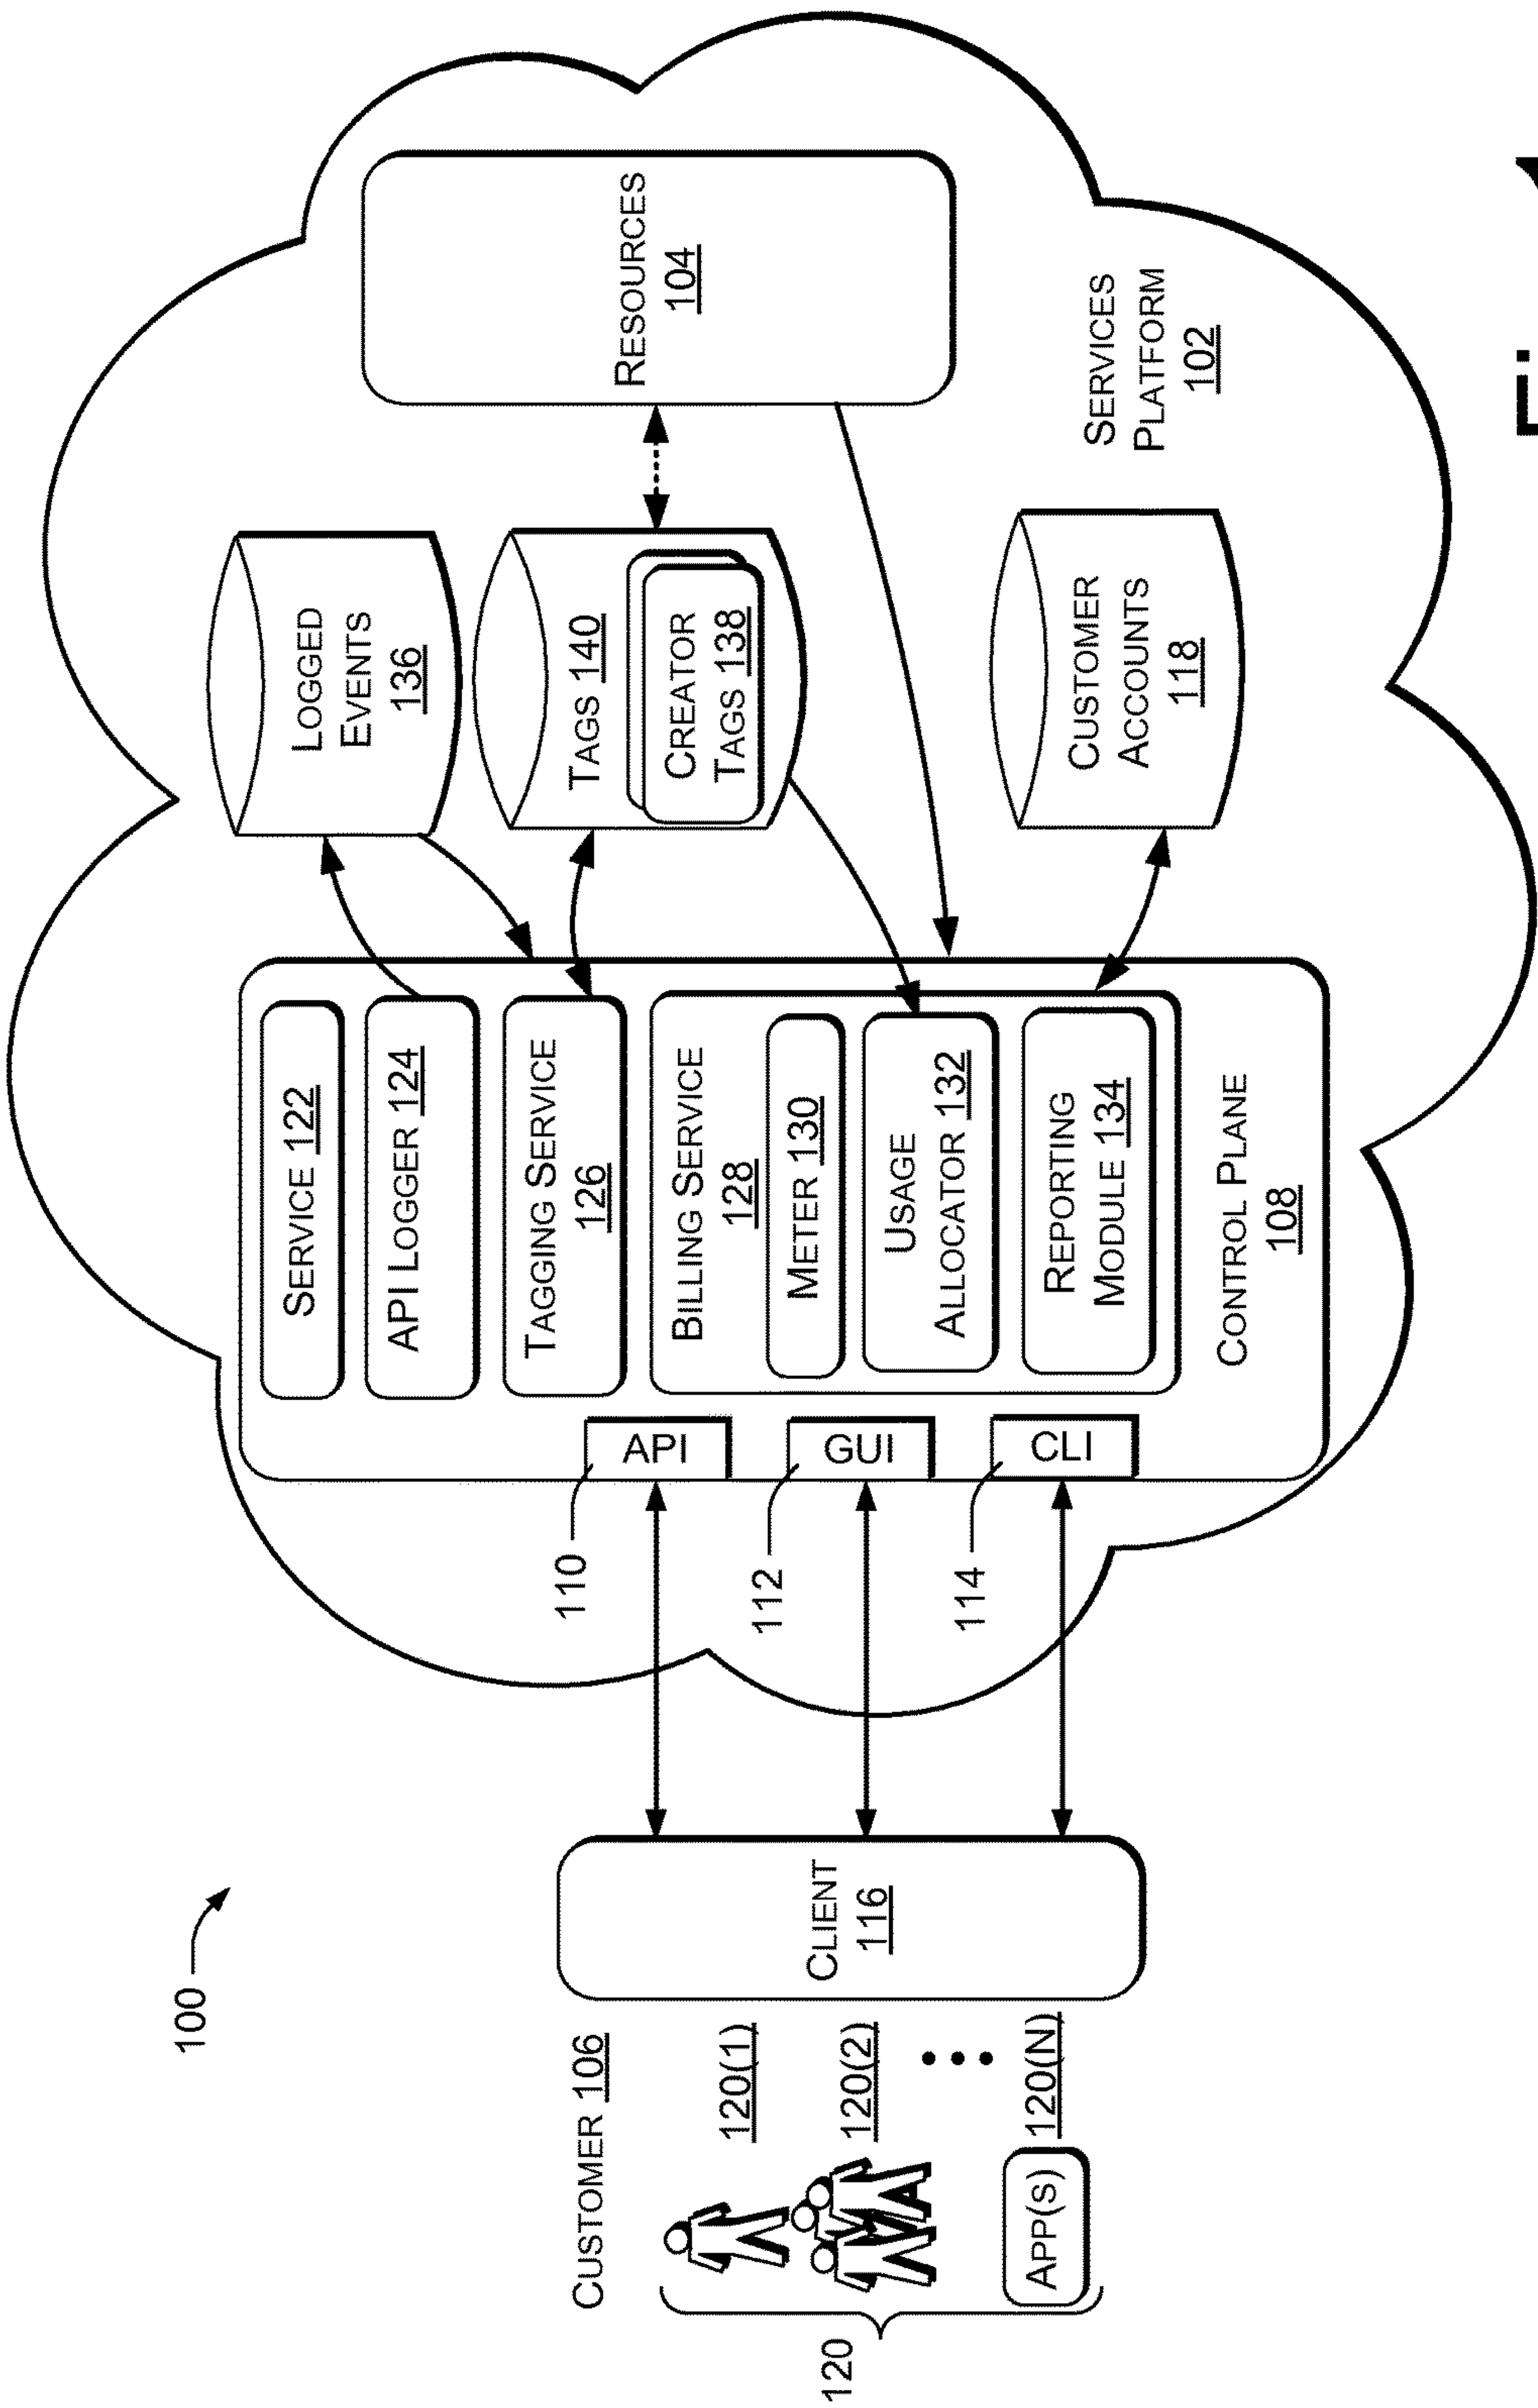 100
CUSTOMER 106
120(1)
120(2)
120(N)
APP(S)
120
CLIENT
116
110
112
114
API
GUI
CLI
SERVICE 122
API LOGGER 124
TAGGING SERVICE
126
BILLING SERVICE
128
METER 130
USAGE
ALLOCATOR 132
REPORTING
MODULE 134
CONTROL PLANE
108
LOGGED
EVENTS
136
TAGS 140
CREATOR
TAGS 138
CUSTOMER
ACCOUNTS
118
RESOURCES
104
SERVICES
PLATFORM
102